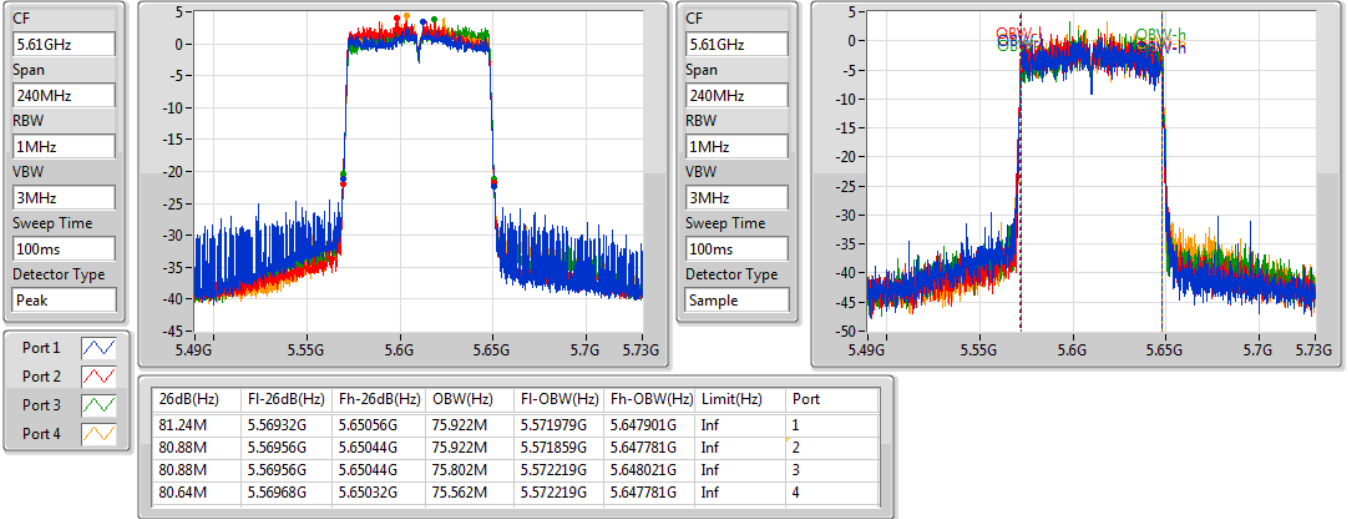 CF
5.61GHz
Span
240MHz
RBW
1MHz
VBW
3MHz
Sweep Time
100ms
Detector Type
Peak
5
0
-5
-10
-15
-20
-25
-30
-35
-40
-45
5.49G 5.55G 5.6G 5.65G 5.7G 5.73G
CF
5.61GHz
Span
240MHz
RBW
1MHz
VBW
3MHz
Sweep Time
100ms
Detector Type
Sample
5
0
-5
-10
-15
-20
-25
-30
-35
-40
-45
-50
OBW-l OBW-h
5.49G 5.55G 5.6G 5.65G 5.7G 5.73G
Port 1
Port 2
Port 3
Port 4
26dB(Hz) Fl-26dB(Hz) Fh-26dB(Hz) OBW(Hz) Fl-OBW(Hz) Fh-OBW(Hz) Limit(Hz) Port
81.24M 5.56932G 5.65056G 75.922M 5.571979G 5.647901G Inf 1
80.88M 5.56956G 5.65044G 75.922M 5.571859G 5.647781G Inf 2
80.88M 5.56956G 5.65044G 75.802M 5.572219G 5.648021G Inf 3
80.64M 5.56968G 5.65032G 75.562M 5.572219G 5.647781G Inf 4